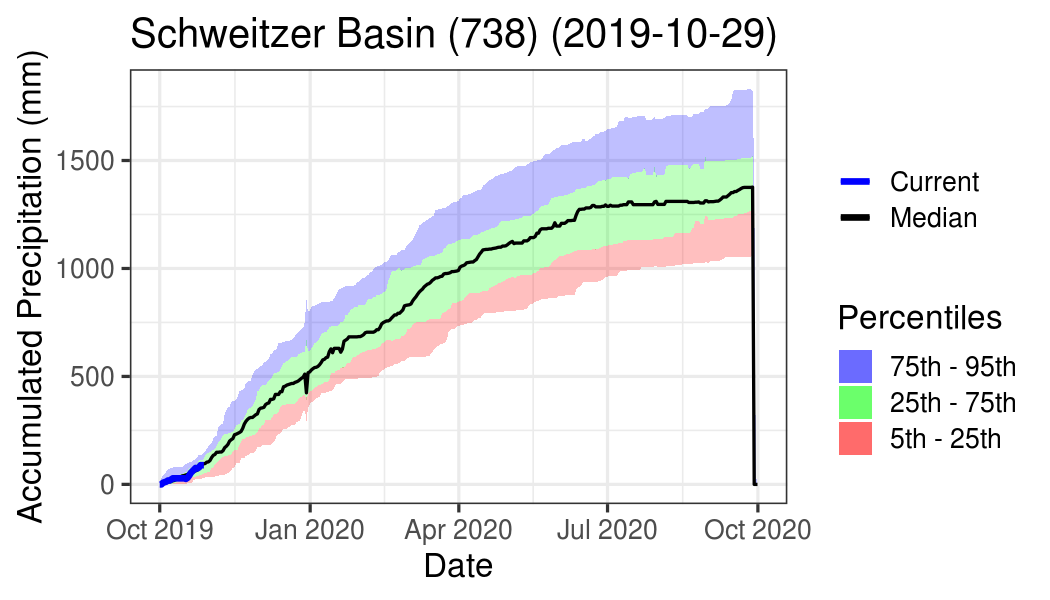 Schweitzer Basin (738) (2019-10-29)
Accumulated Precipitation (mm)
1500
1000
500
0
Oct 2019
Jan 2020
Apr 2020
Jul 2020
Oct 2020
Date
Current
Median
Percentiles
75th - 95th
25th - 75th
5th - 25th